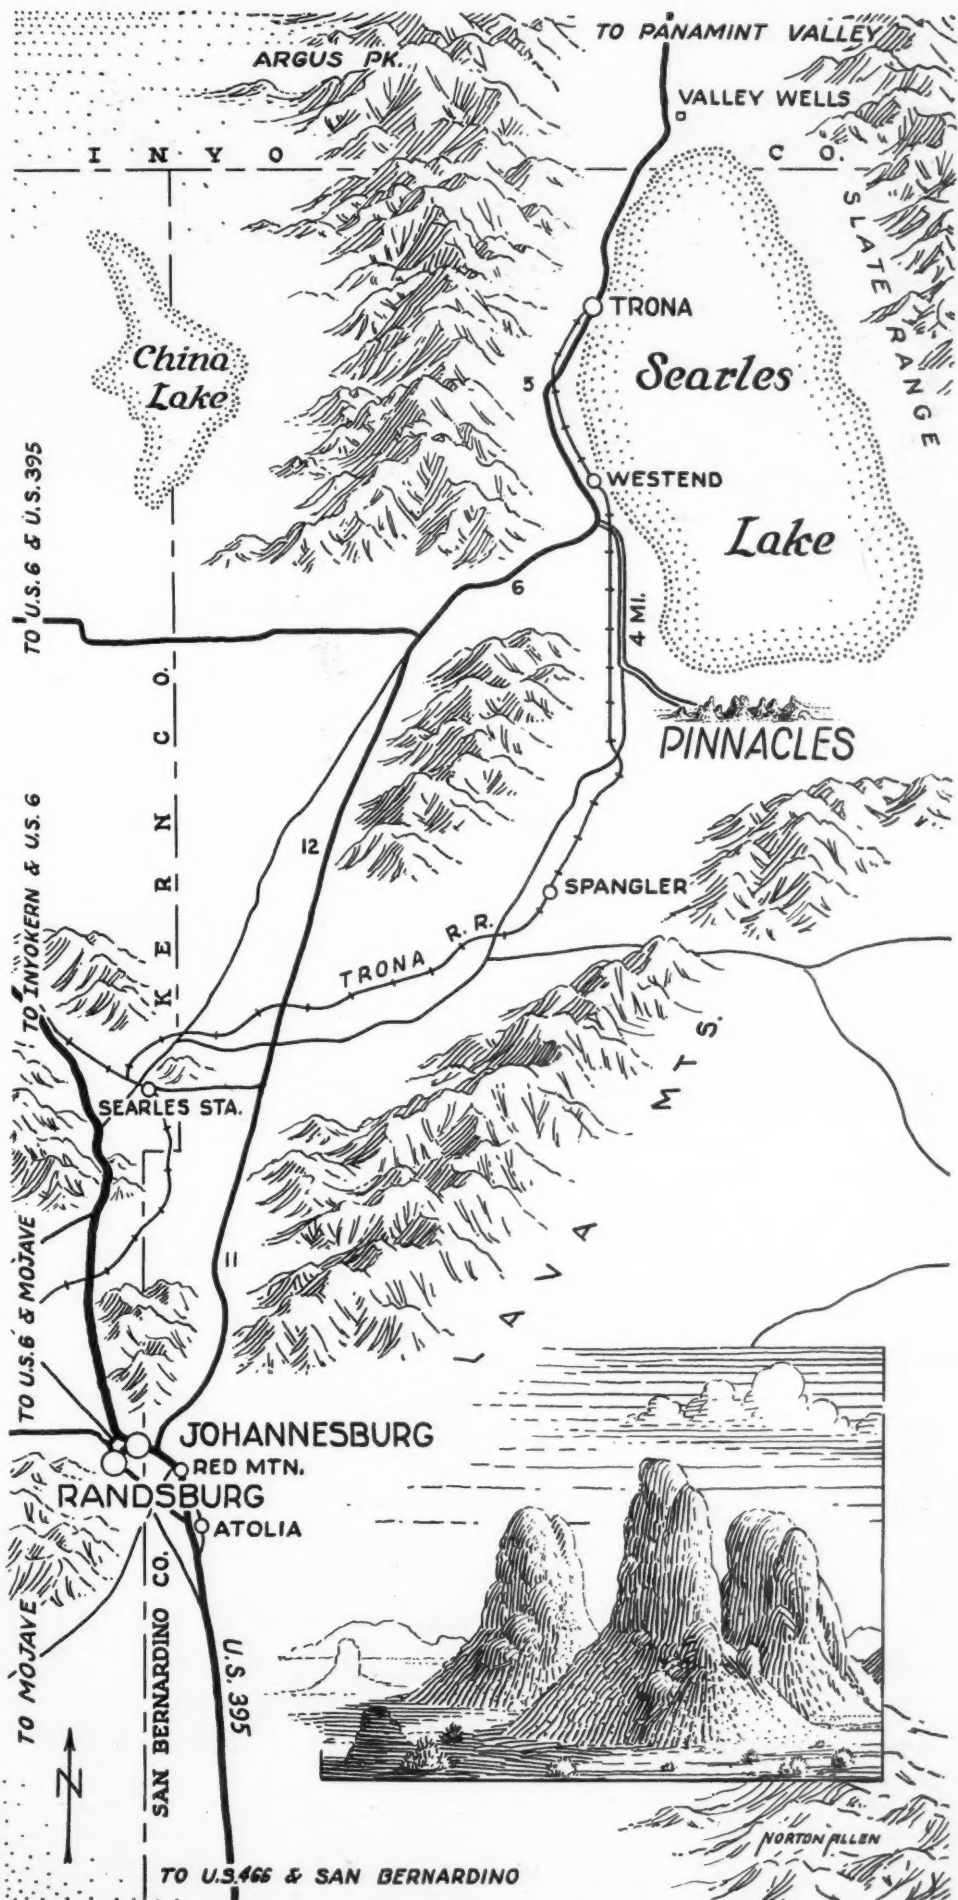 TO PANAMINT VALLEY
ARGUS PK.
VALLEY WELLS
INYO CO.
SLATE RANGE
TRONA
China
Lake
Searles
Lake
5
WESTEND
TO U.S.6 & U.S.395
6
4 MI.
PINNACLES
KERN CO.
12
SPANGLER
TRONA R.R.
TO INYOKERN & U.S.6
SEARLES STA.
LAVA MTS.
11
TO U.S.6 & MOJAVE
JOHANNESBURG
RED MTN.
RANDSBURG
ATOLIA
TO MOJAVE
SAN BERNARDINO CO.
U.S. 395
N
NORTON ALLEN
TO U.S.466 & SAN BERNARDINO